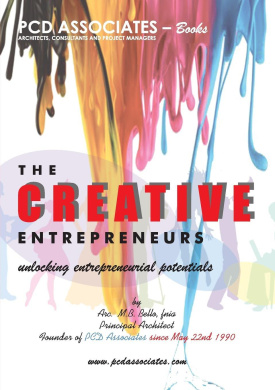 PCD ASSOCIATES – Books
ARCHITECTS, CONSULTANTS AND PROJECT MANAGERS
THE
CREATIVE
ENTREPRENEURS
unlocking entrepreneurial potentials
by
Arc. M.B. Bello, fnia
Principal Architect
Founder of PCD Associates since May 22nd 1990
www.pcdassociates.com